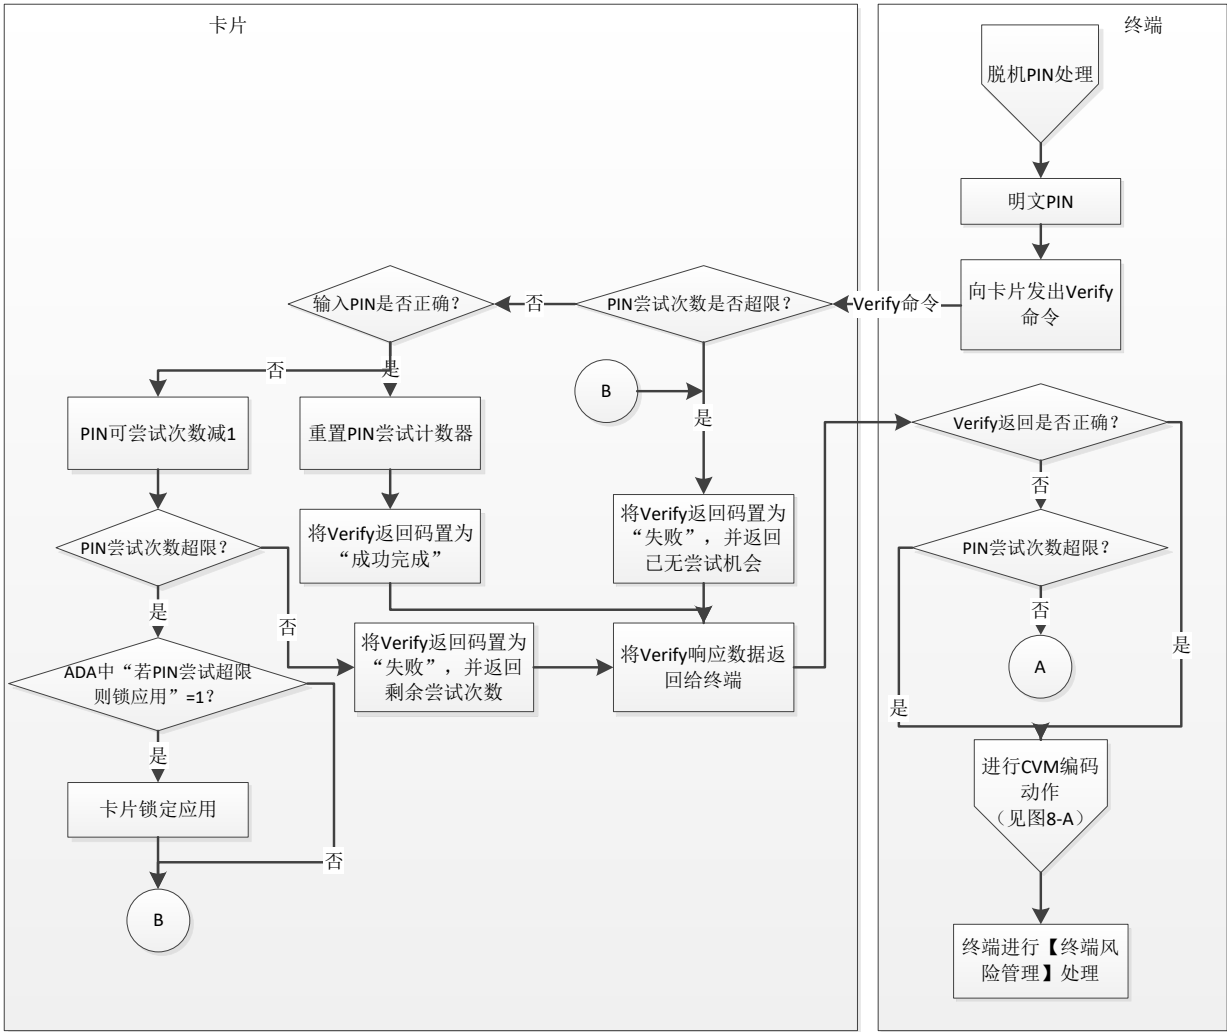 卡片
终端
脱机PIN处理
明文PIN
向卡片发出Verify
命令
Verify命令
PIN尝试次数是否超限？
否
输入PIN是否正确？
否
是
B
是
PIN可尝试次数减1
重置PIN尝试计数器
Verify返回是否正确？
否
将Verify返回码置为
“失败”，并返回
已无尝试机会
将Verify返回码置为
“成功完成”
PIN尝试次数超限？
PIN尝试次数超限？
是
否
否
是
将Verify返回码置为
“失败”，并返回
剩余尝试次数
将Verify响应数据返
回给终端
A
ADA中“若PIN尝试超限
则锁应用”=1？
是
是
进行CVM编码
动作
（见图8-A）
卡片锁定应用
否
B
终端进行【终端风
险管理】处理